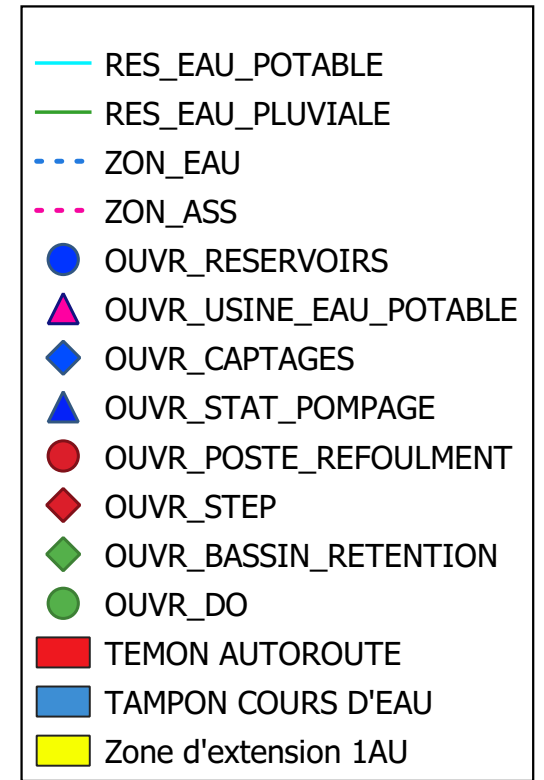 RES_EAU_POTABLE
RES_EAU_PLUVIALE
ZON_EAU
ZON_ASS
OUVR_RESERVOIRS
OUVR_USINE_EAU_POTABLE
OUVR_CAPTAGES
OUVR_STAT_POMPAGE
OUVR_POSTE_REFOULMENT
OUVR_STEP
OUVR_BASSIN_RETENTION
OUVR_DO
TEMON AUTOROUTE
TAMPON COURS D'EAU
Zone d'extension 1AU